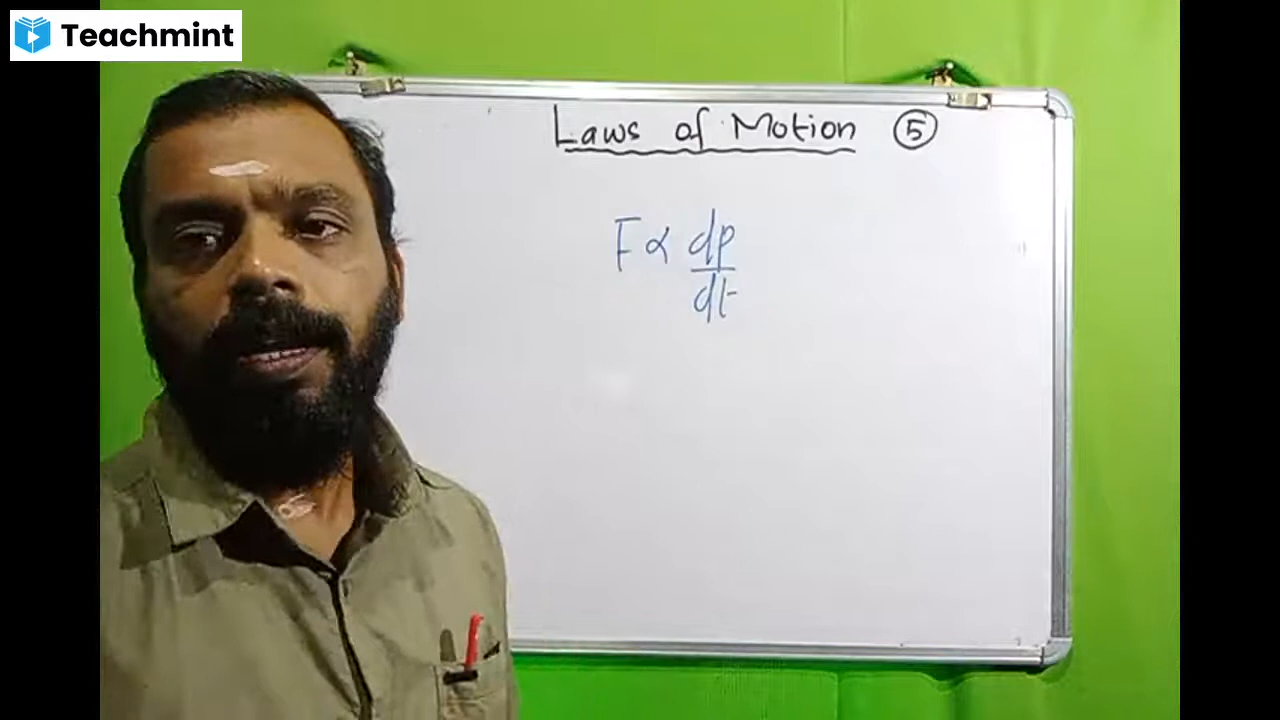 Teachmint
Laws of Motion ⑤
F ∝ dp/dt